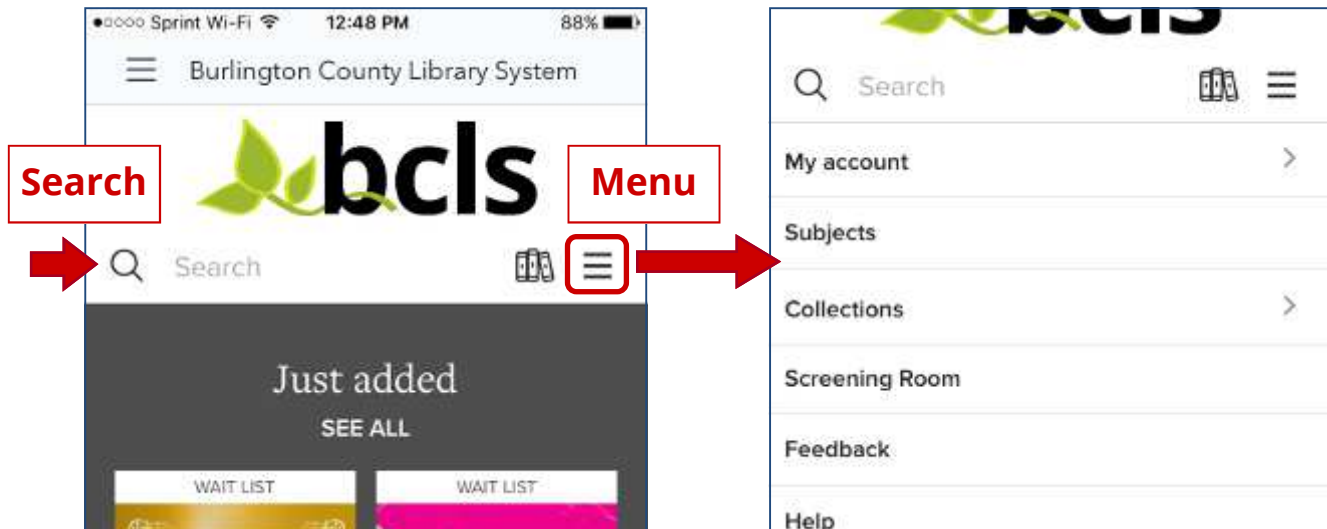 Sprint Wi-Fi 12:48 PM 88%
Burlington County Library System
bcls
Search
Menu
Search
Just added
SEE ALL
WAIT LIST WAIT LIST
bcls
Search
My account
Subjects
Collections
Screening Room
Feedback
Help